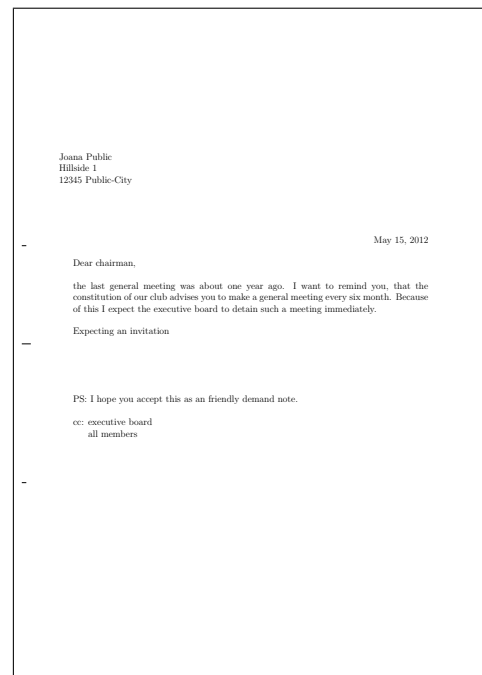 Joana Public
Hillside 1
12345 Public-City
May 15, 2012
Dear chairman,
the last general meeting was about one year ago. I want to remind you, that the
constitution of our club advises you to make a general meeting every six month. Because
of this I expect the executive board to detain such a meeting immediately.
Expecting an invitation
PS: I hope you accept this as an friendly demand note.
cc: executive board
all members